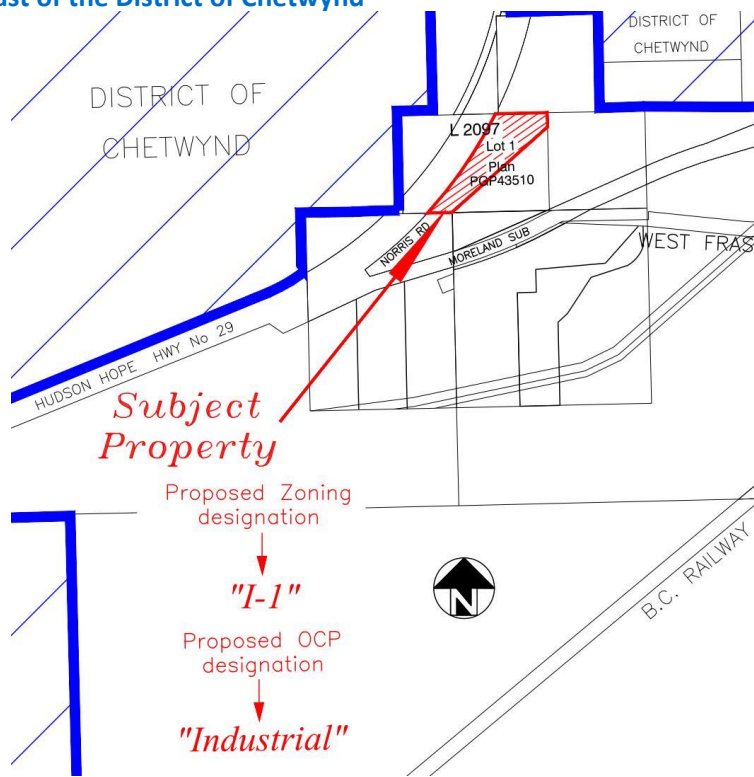 ast of the District of Chetwynd
DISTRICT OF
CHETWYND
DISTRICT OF
CHETWYND
L 2097
Lot 1
Plan
PGP43510
NORRIS RD
MORELAND SUB
WEST FRAS
HUDSON HOPE HWY No 29
Subject
Property
Proposed Zoning
designation
"I-1"
N
B.C. RAILWAY
Proposed OCP
designation
"Industrial"